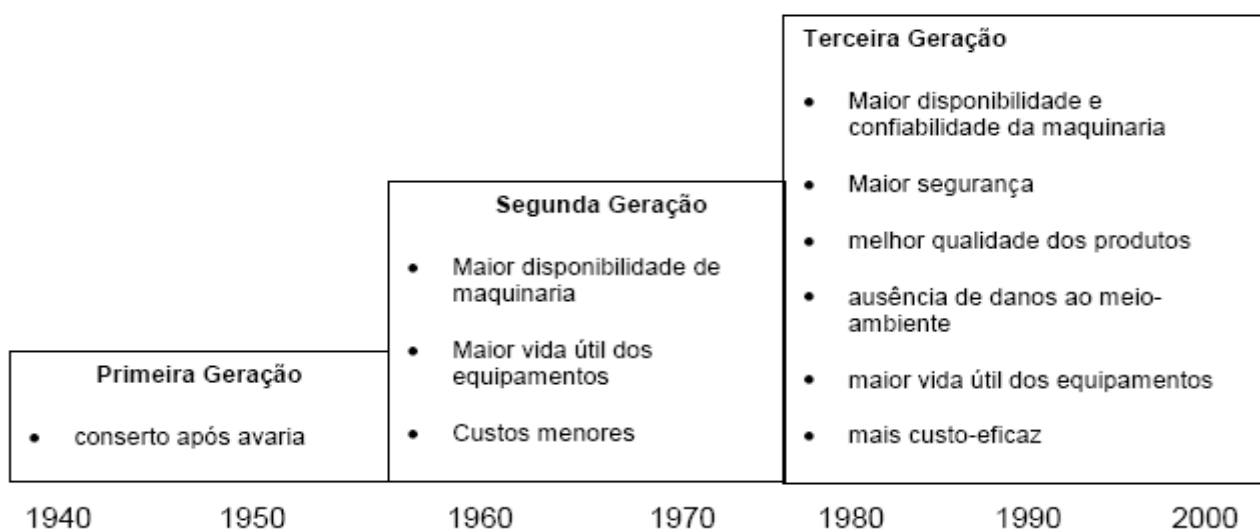 Primeira Geração
• conserto após avaria
Segunda Geração
• Maior disponibilidade de
maquinaria
• Maior vida útil dos
equipamentos
• Custos menores
Terceira Geração
• Maior disponibilidade e
confiabilidade da maquinaria
• Maior segurança
• melhor qualidade dos produtos
• ausência de danos ao meio-
ambiente
• maior vida útil dos equipamentos
• mais custo-eficaz
1940 1950 1960 1970 1980 1990 2000